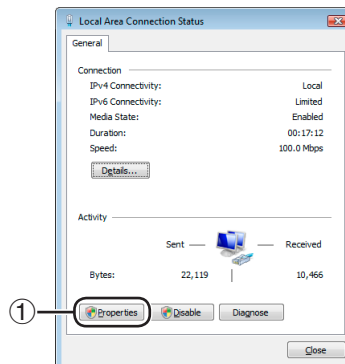 Local Area Connection Status
General
Connection
IPv4 Connectivity: Local
IPv6 Connectivity: Limited
Media State: Enabled
Duration: 00:17:12
Speed: 100.0 Mbps
Details...
Activity
Sent — — Received
Bytes: 22,119 | 10,466
① Properties Disable Diagnose
Close